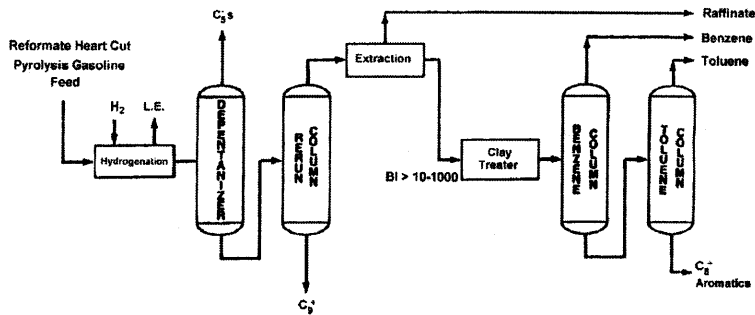 C₅⁻s
Raffinate
Benzene
Toluene
Reformate Heart Cut
Pyrolysis Gasoline
Feed
Extraction
H₂
L.E.
Hydrogenation
DEPENTANIZER
RERUN
COLUMN
Clay
Treater
BI > 10-1000
BENZENE
COLUMN
TOLUENE
COLUMN
C₉⁺
C₈⁺
Aromatics